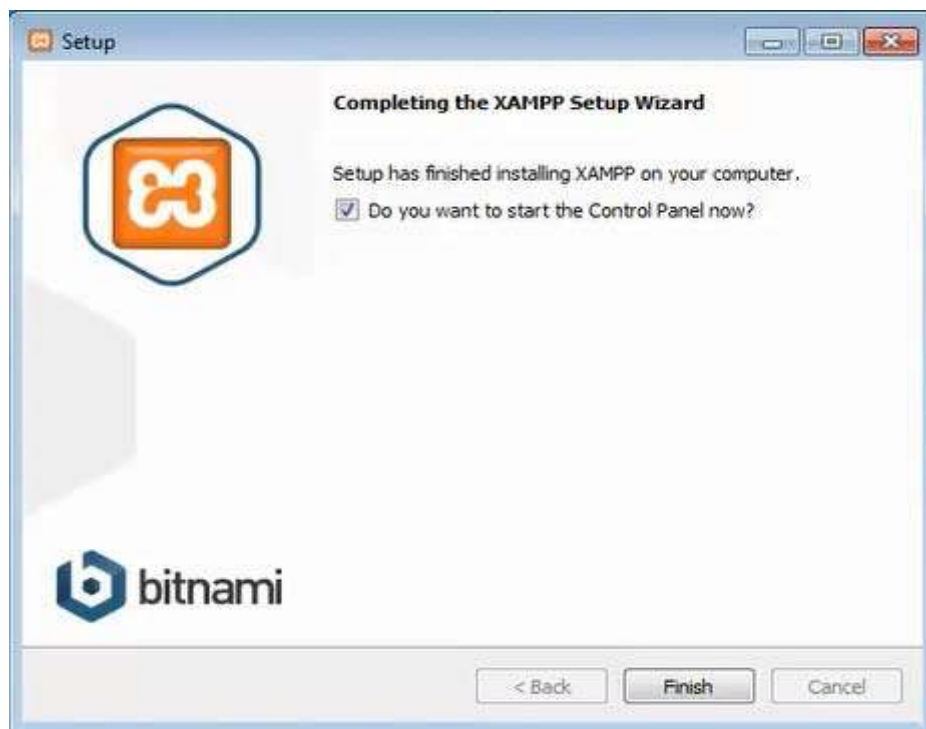 Setup
Completing the XAMPP Setup Wizard
Setup has finished installing XAMPP on your computer.
Do you want to start the Control Panel now?
bitnami
< Back
Finish
Cancel